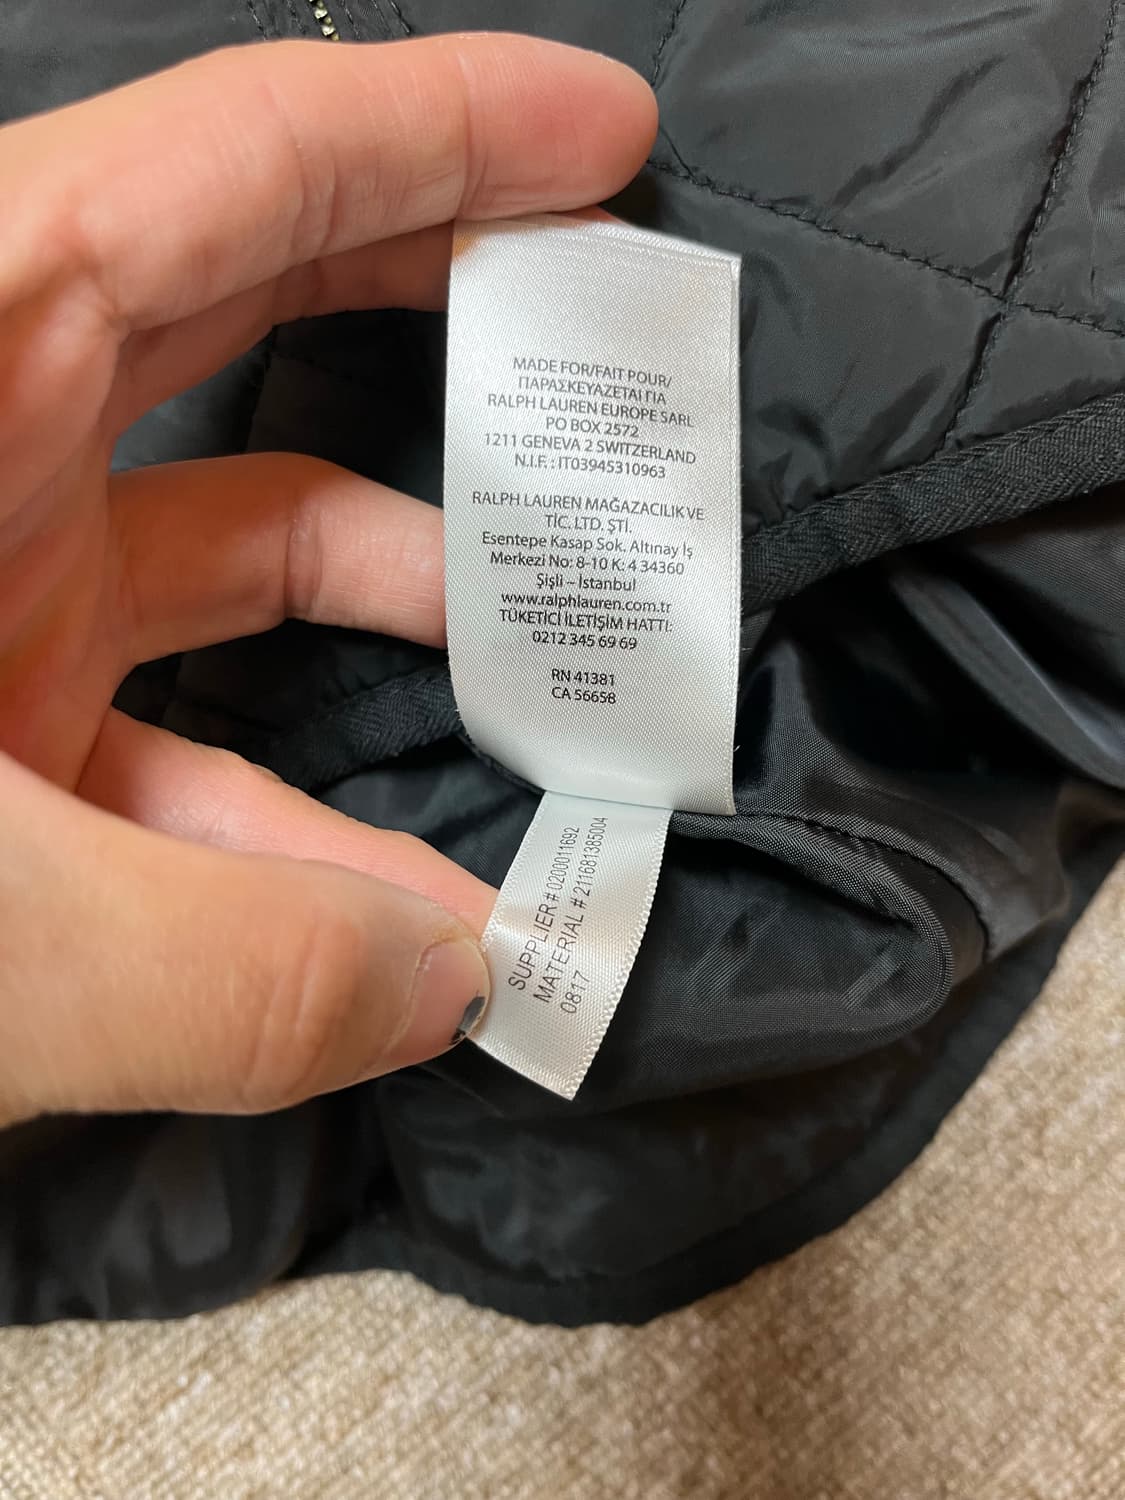 MADE FOR/FAIT POUR/
ΠΑΡΑΣΚΕΥΑΖΕΤΑΙ ΓΙΑ
RALPH LAUREN EUROPE SARL
PO BOX 2572
1211 GENEVA 2 SWITZERLAND
N.I.F. : IT03945310963
RALPH LAUREN MAĞAZACILIK VE
TİC. LTD. ŞTİ.
Esentepe Kasap Sok. Altınay İş
Merkezi No: 8-10 K: 4 34360
Şişli – İstanbul
www.ralphlauren.com.tr
TÜKETİCİ İLETİŞİM HATTI:
0212 345 69 69
RN 41381
CA 56658
SUPPLIER # 0200011692
MATERIAL # 211681385004
0817